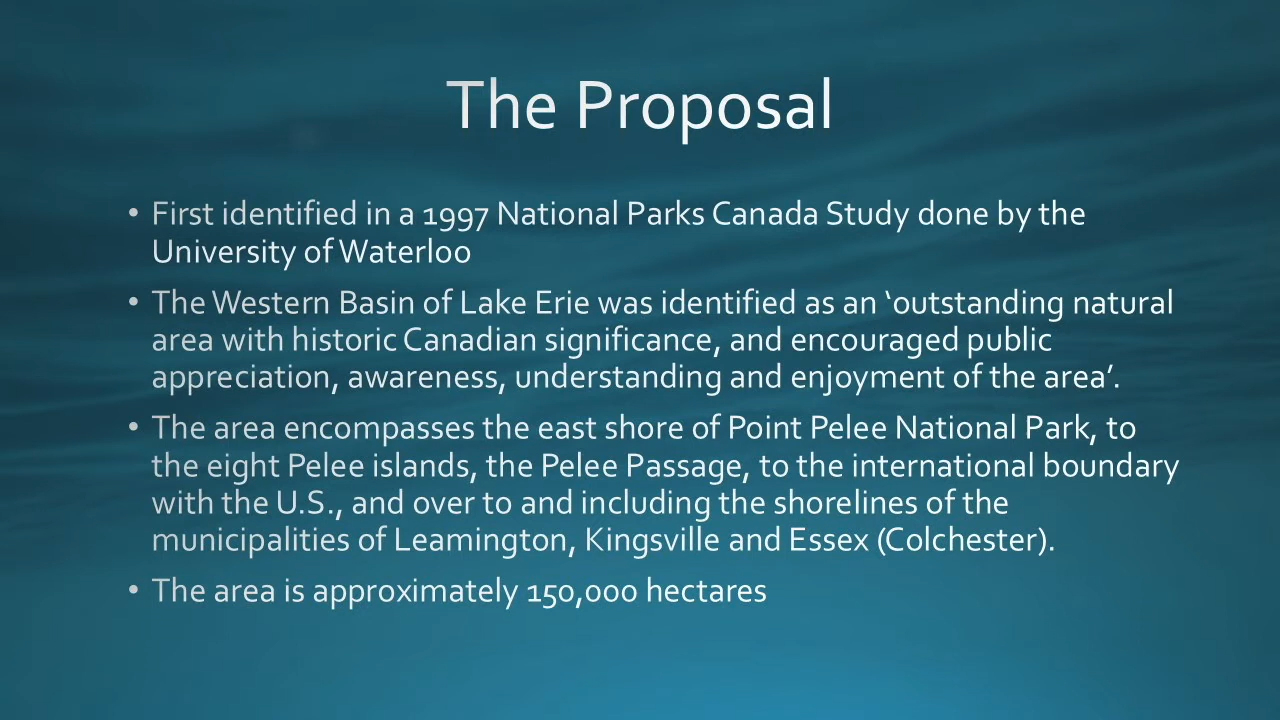 The Proposal
• First identified in a 1997 National Parks Canada Study done by the
University of Waterloo
• The Western Basin of Lake Erie was identified as an ‘outstanding natural
area with historic Canadian significance, and encouraged public
appreciation, awareness, understanding and enjoyment of the area’.
• The area encompasses the east shore of Point Pelee National Park, to
the eight Pelee islands, the Pelee Passage, to the international boundary
with the U.S., and over to and including the shorelines of the
municipalities of Leamington, Kingsville and Essex (Colchester).
• The area is approximately 150,000 hectares